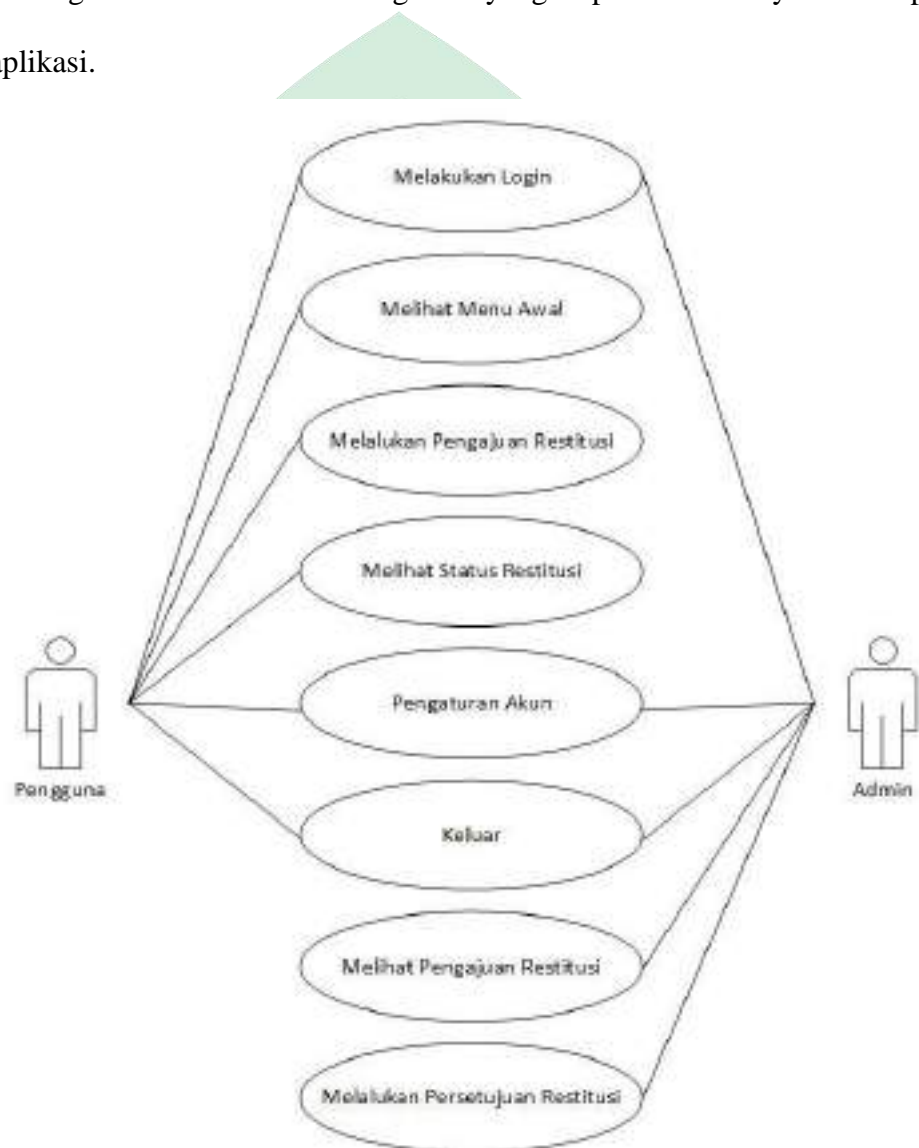 aplikasi.
Melakukan Login
Melihat Menu Awal
Melalukan Pengajuan Restitusi
Melihat Status Restitusi
Pengaturan Akun
Pengguna
Admin
Keluar
Melihat Pengajuan Restitusi
Melalukan Persetujuan Restitusi